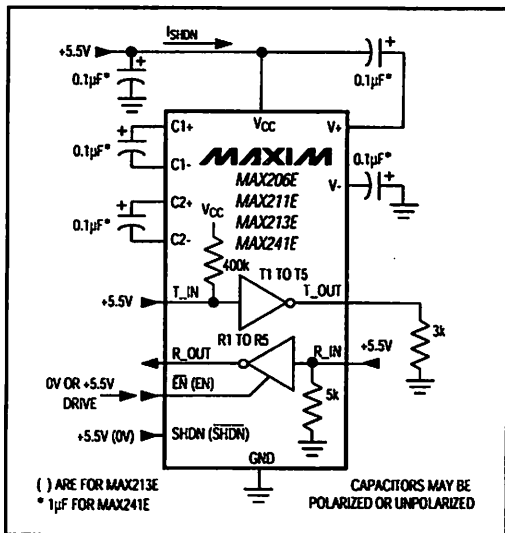 I_SHDN
+5.5V
0.1µF*
0.1µF*
VCC
V+
C1+
0.1µF*
C1-
MAXIM
MAX206E
MAX211E
MAX213E
MAX241E
V-
0.1µF*
C2+
0.1µF*
C2-
VCC
400k
T1 TO T5
+5.5V
T_IN
T_OUT
3k
R1 TO R5
R_OUT
R_IN
+5.5V
5k
0V OR +5.5V
DRIVE
E̅N̅ (EN)
+5.5V (0V)
SHDN (S̅H̅D̅N̅)
GND
( ) ARE FOR MAX213E
* 1µF FOR MAX241E
CAPACITORS MAY BE
POLARIZED OR UNPOLARIZED